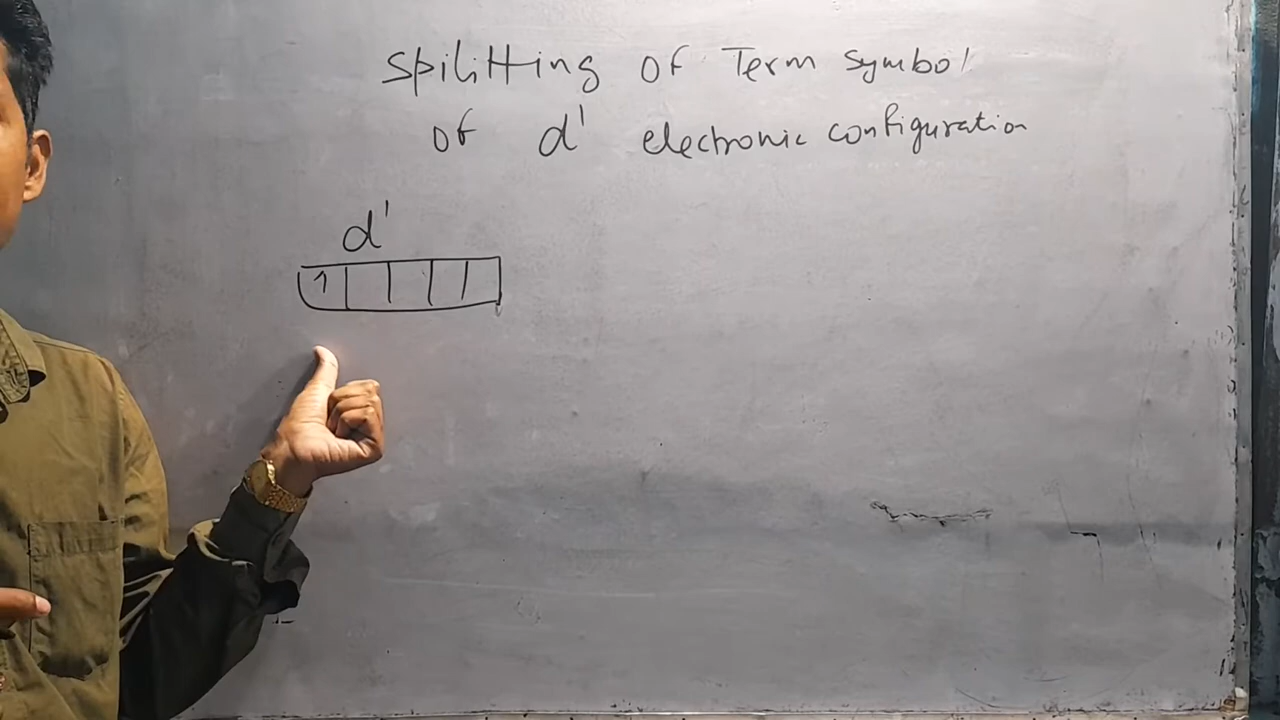 Spilitting of Term Symbol
of d¹ electronic configuration
d¹
1